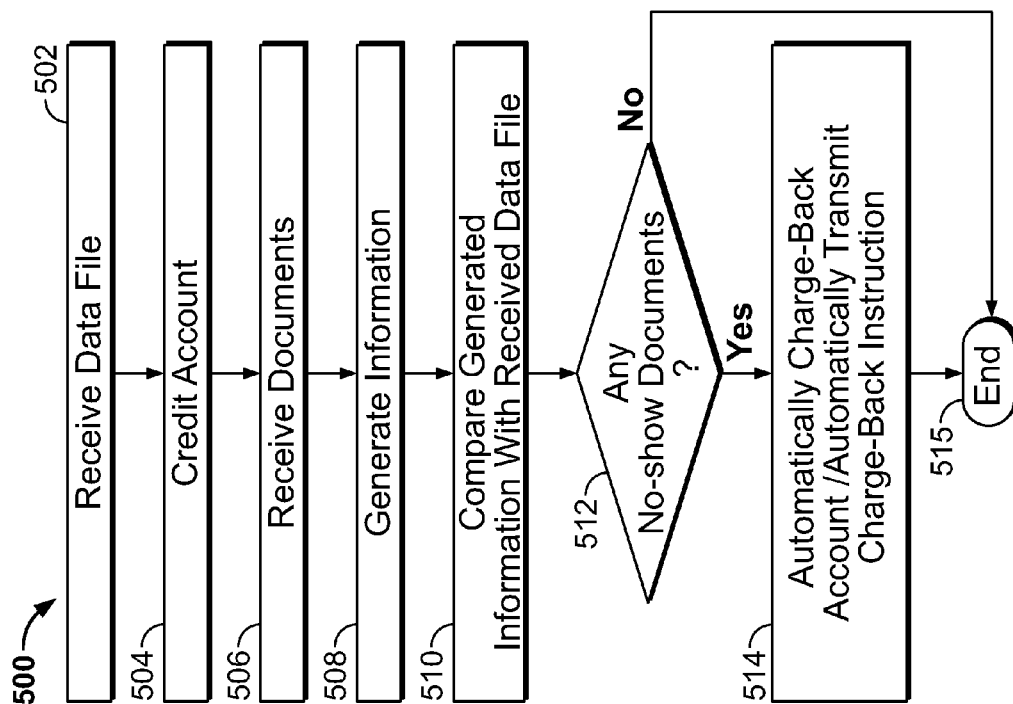 500
502
Receive Data File
504
Credit Account
506
Receive Documents
508
Generate Information
510
Compare Generated
Information With Received Data File
512
Any
No-show Documents
?
No
Yes
514
Automatically Charge-Back
Account /Automatically Transmit
Charge-Back Instruction
515
End